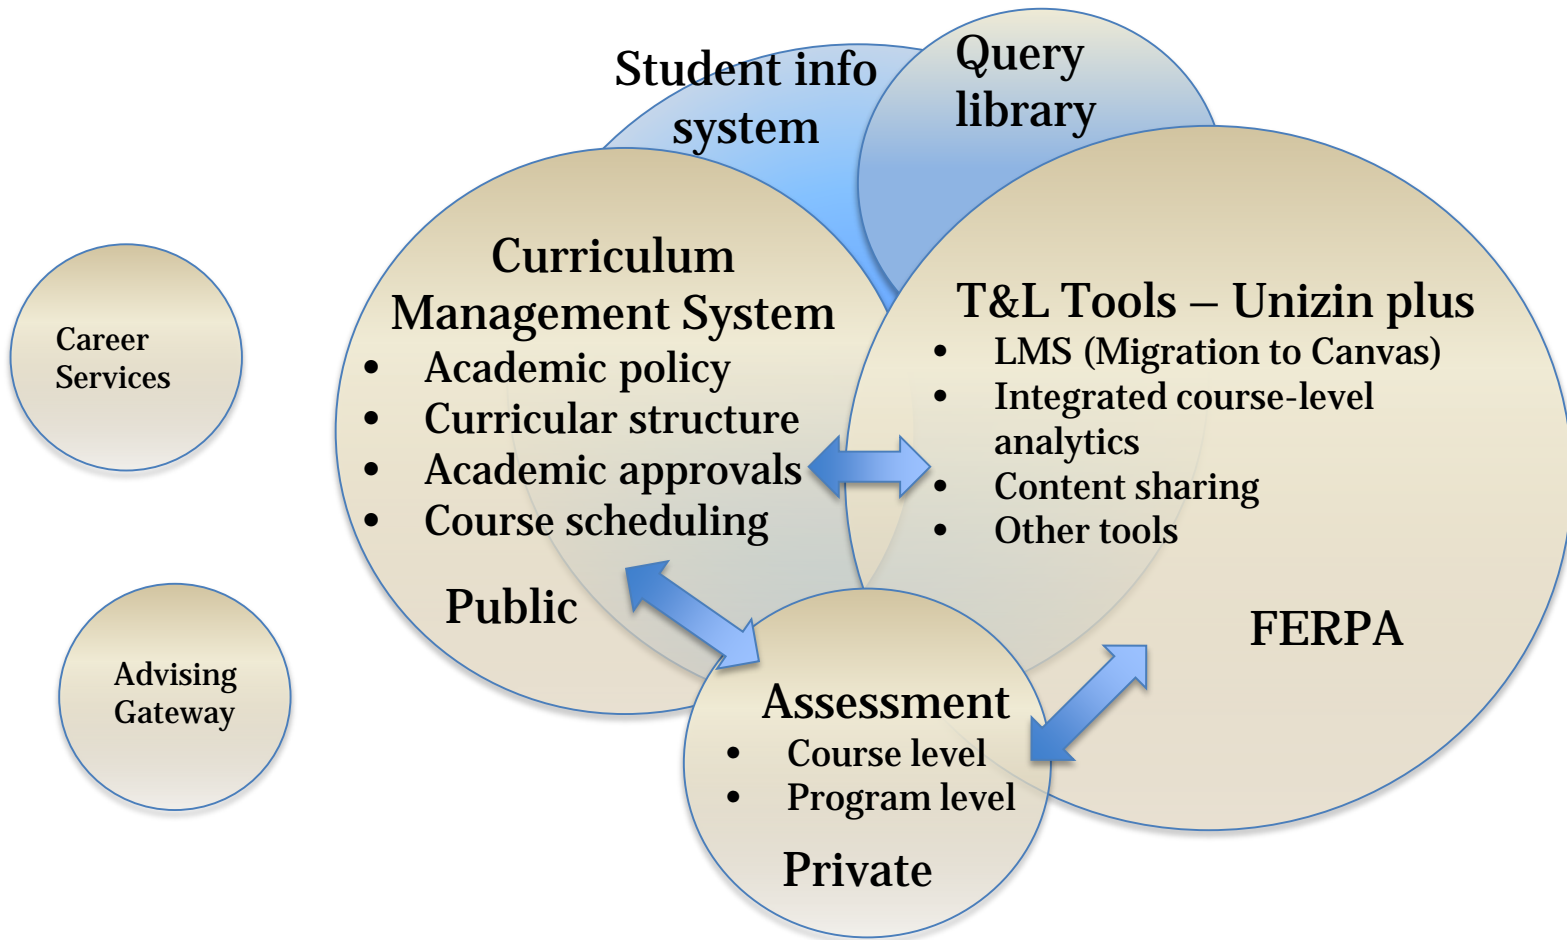 Student info
system
Query
library
Curriculum
Management System
• Academic policy
• Curricular structure
• Academic approvals
• Course scheduling
Public
T&L Tools – Unizin plus
• LMS (Migration to Canvas)
• Integrated course-level
analytics
• Content sharing
• Other tools
FERPA
Career
Services
Advising
Gateway
Assessment
• Course level
• Program level
Private